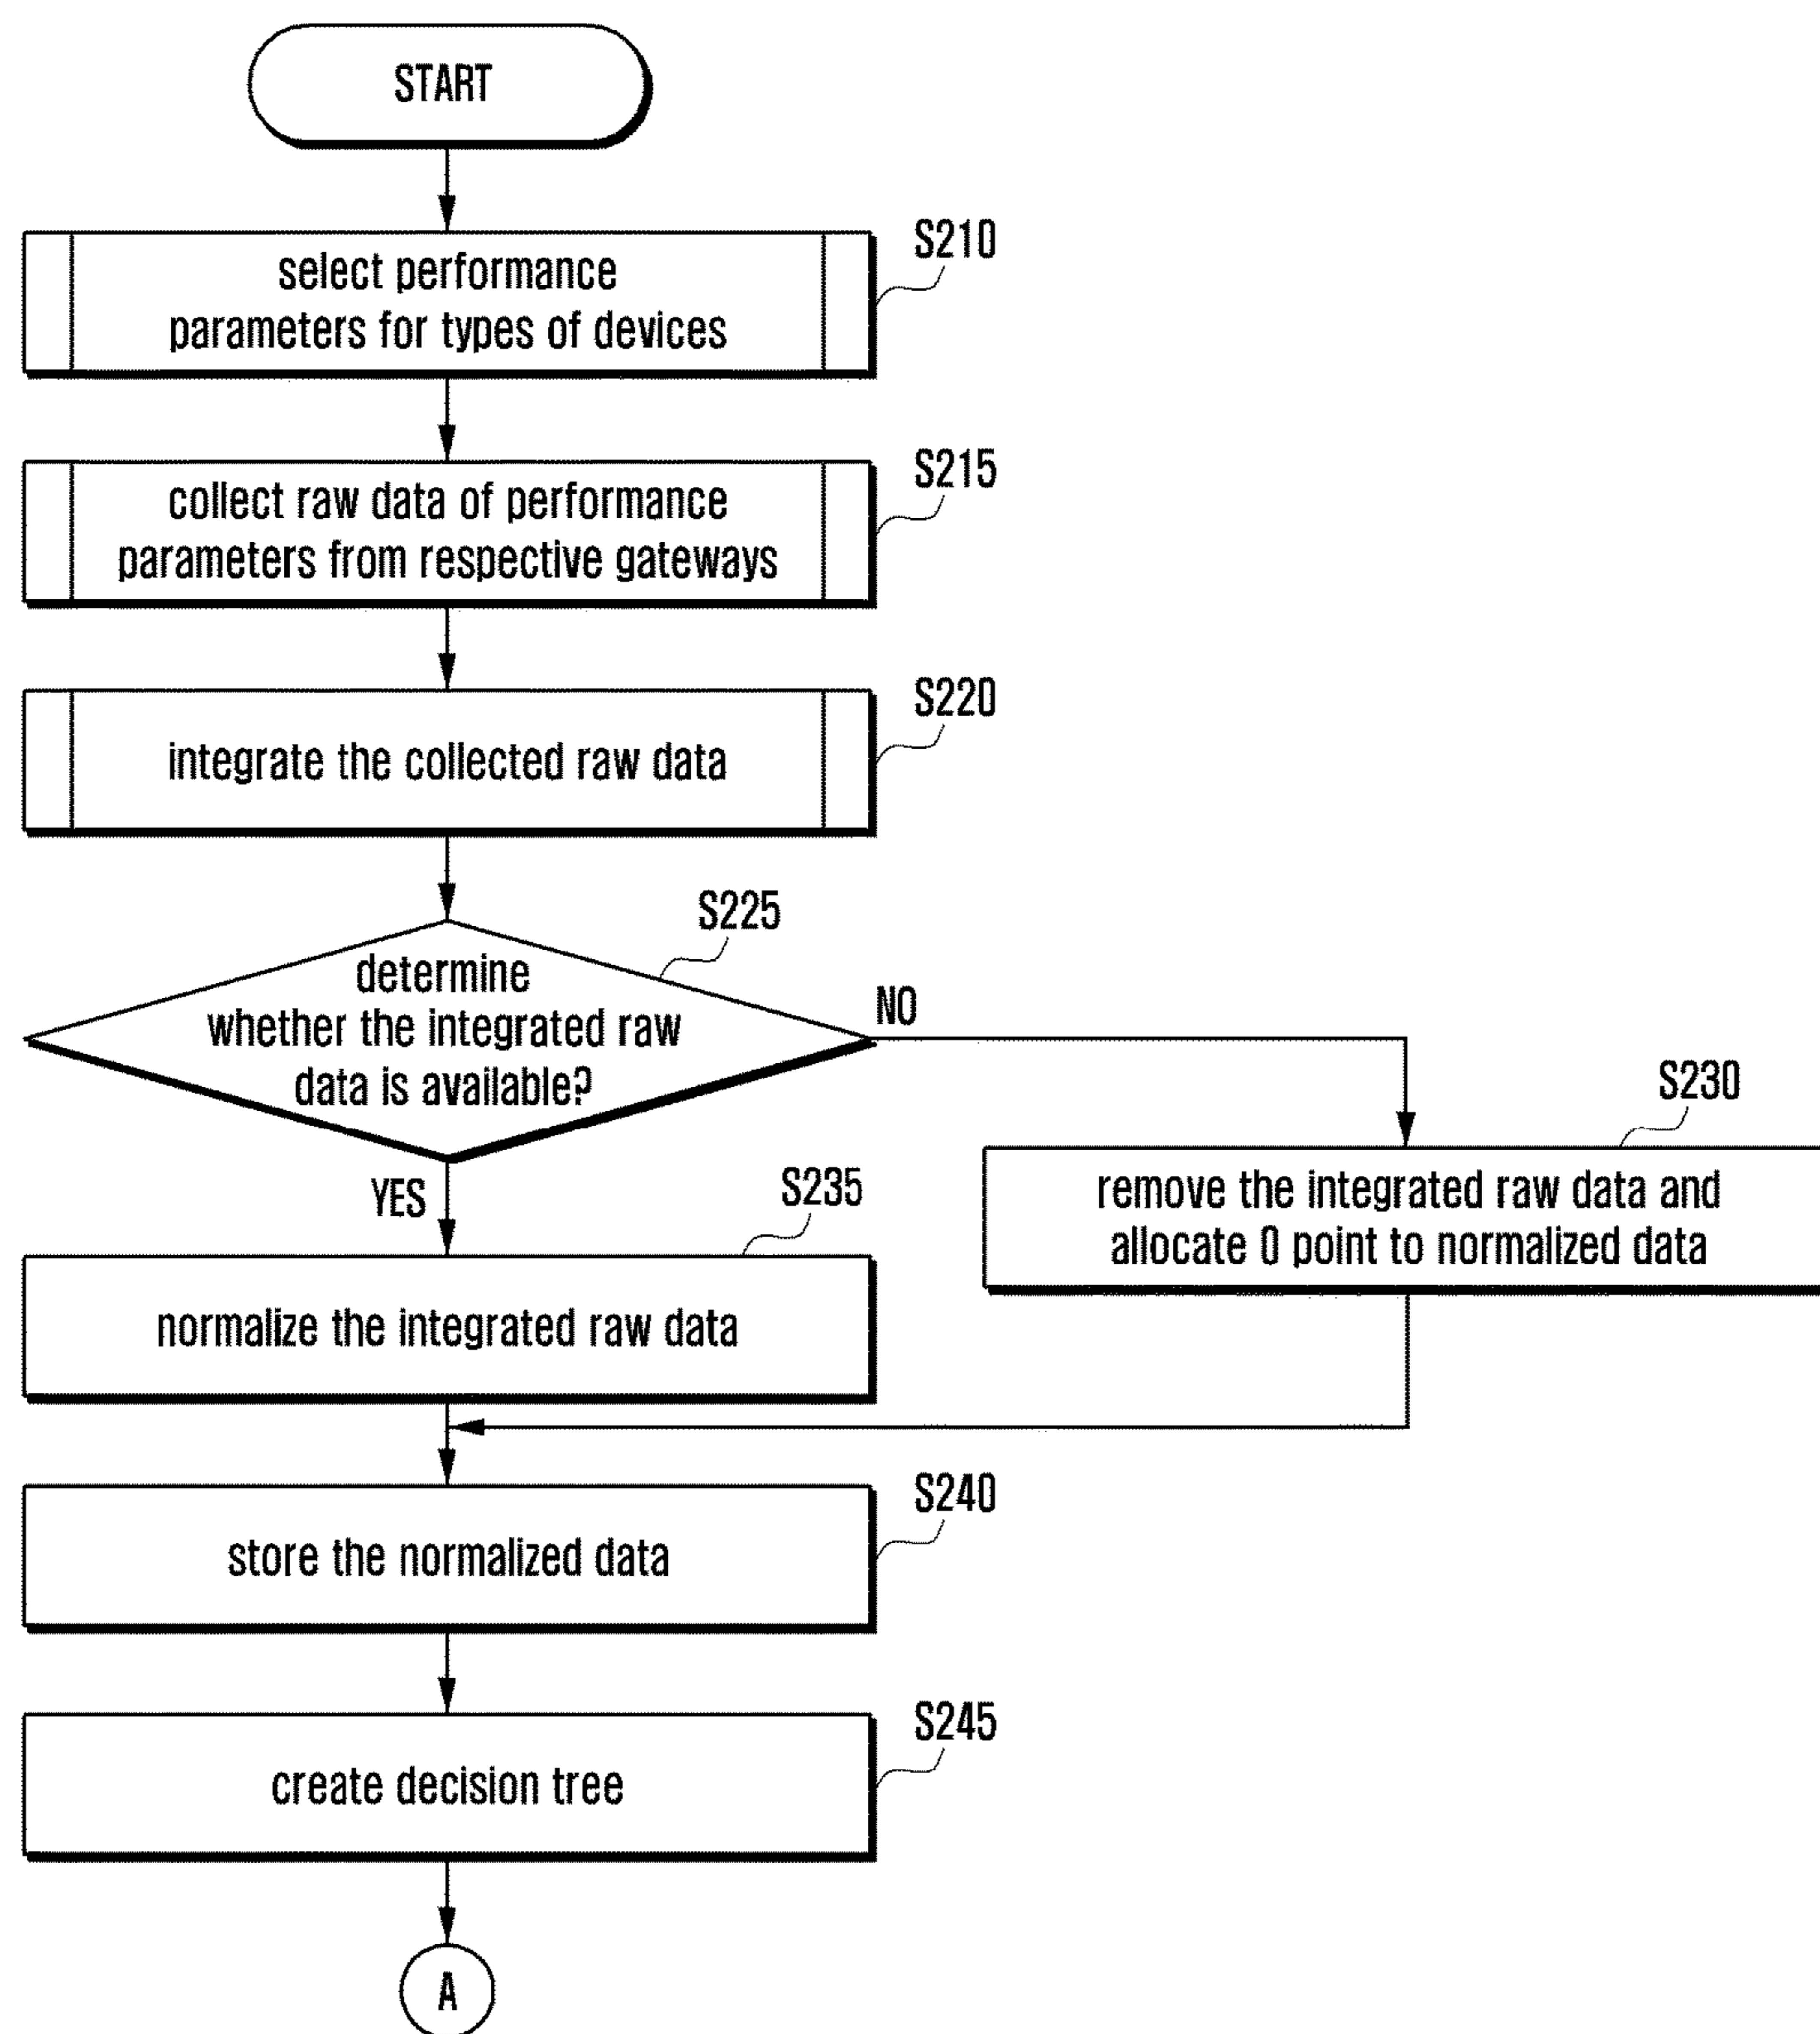 START
S210
select performance
parameters for types of devices
S215
collect raw data of performance
parameters from respective gateways
S220
integrate the collected raw data
S225
determine
whether the integrated raw
data is available?
NO
YES
S230
remove the integrated raw data and
allocate 0 point to normalized data
S235
normalize the integrated raw data
S240
store the normalized data
S245
create decision tree
A